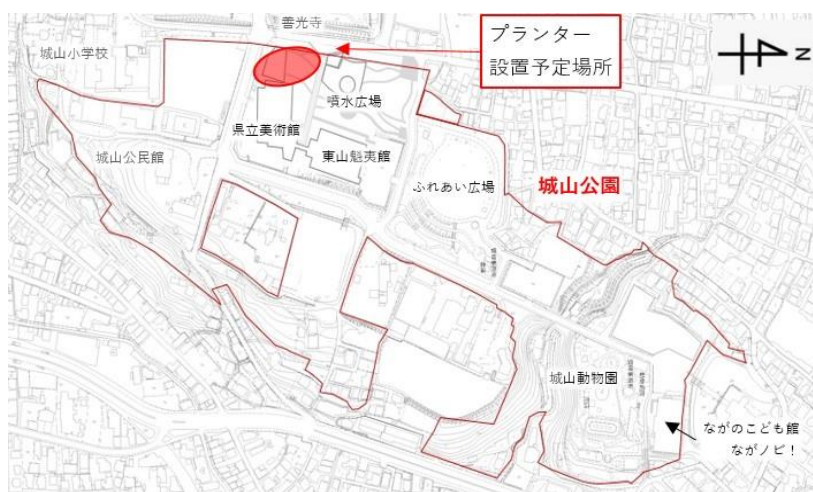 善光寺
プランター
設置予定場所
N
城山小学校
噴水広場
県立美術館
城山公民館
東山魁夷館
ふれあい広場
城山公園
城山動物園
ながのこども館
ながノビ!